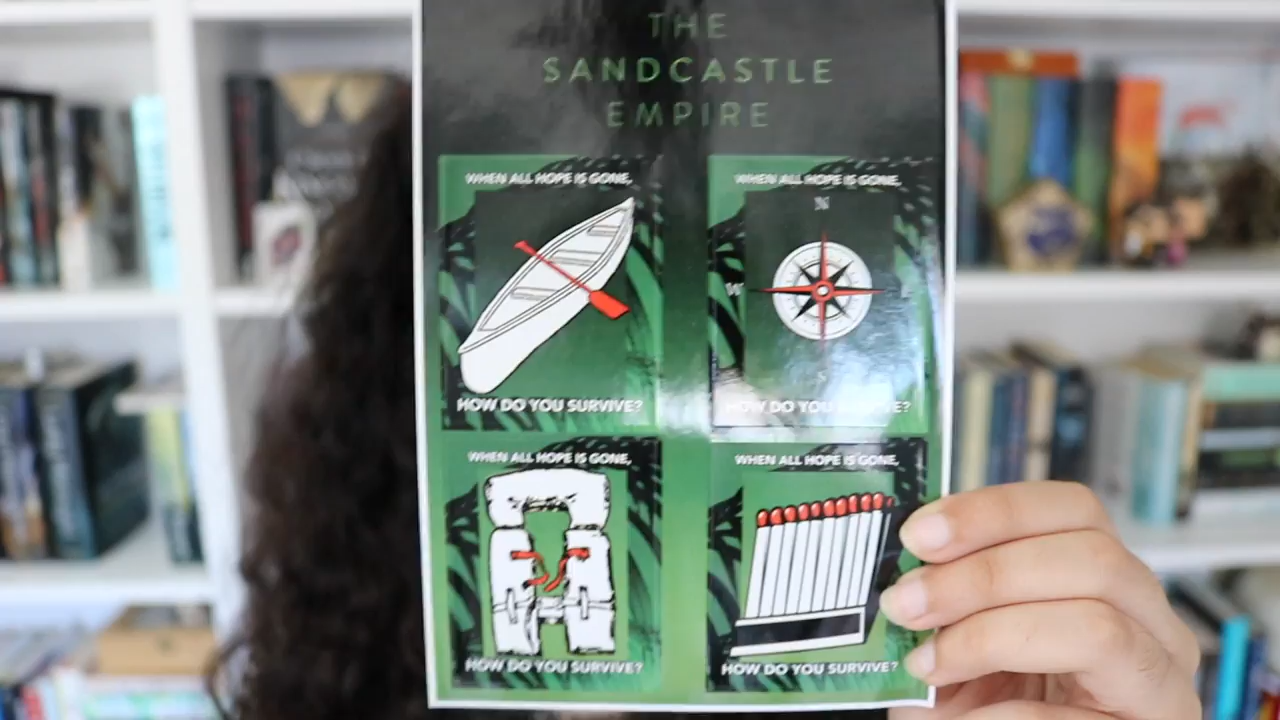 THE
SANDCASTLE
EMPIRE
WHEN ALL HOPE IS GONE,
HOW DO YOU SURVIVE?
WHEN ALL HOPE IS GONE,
N
W
S
HOW DO YOU SURVIVE?
WHEN ALL HOPE IS GONE,
HOW DO YOU SURVIVE?
WHEN ALL HOPE IS GONE,
HOW DO YOU SURVIVE?